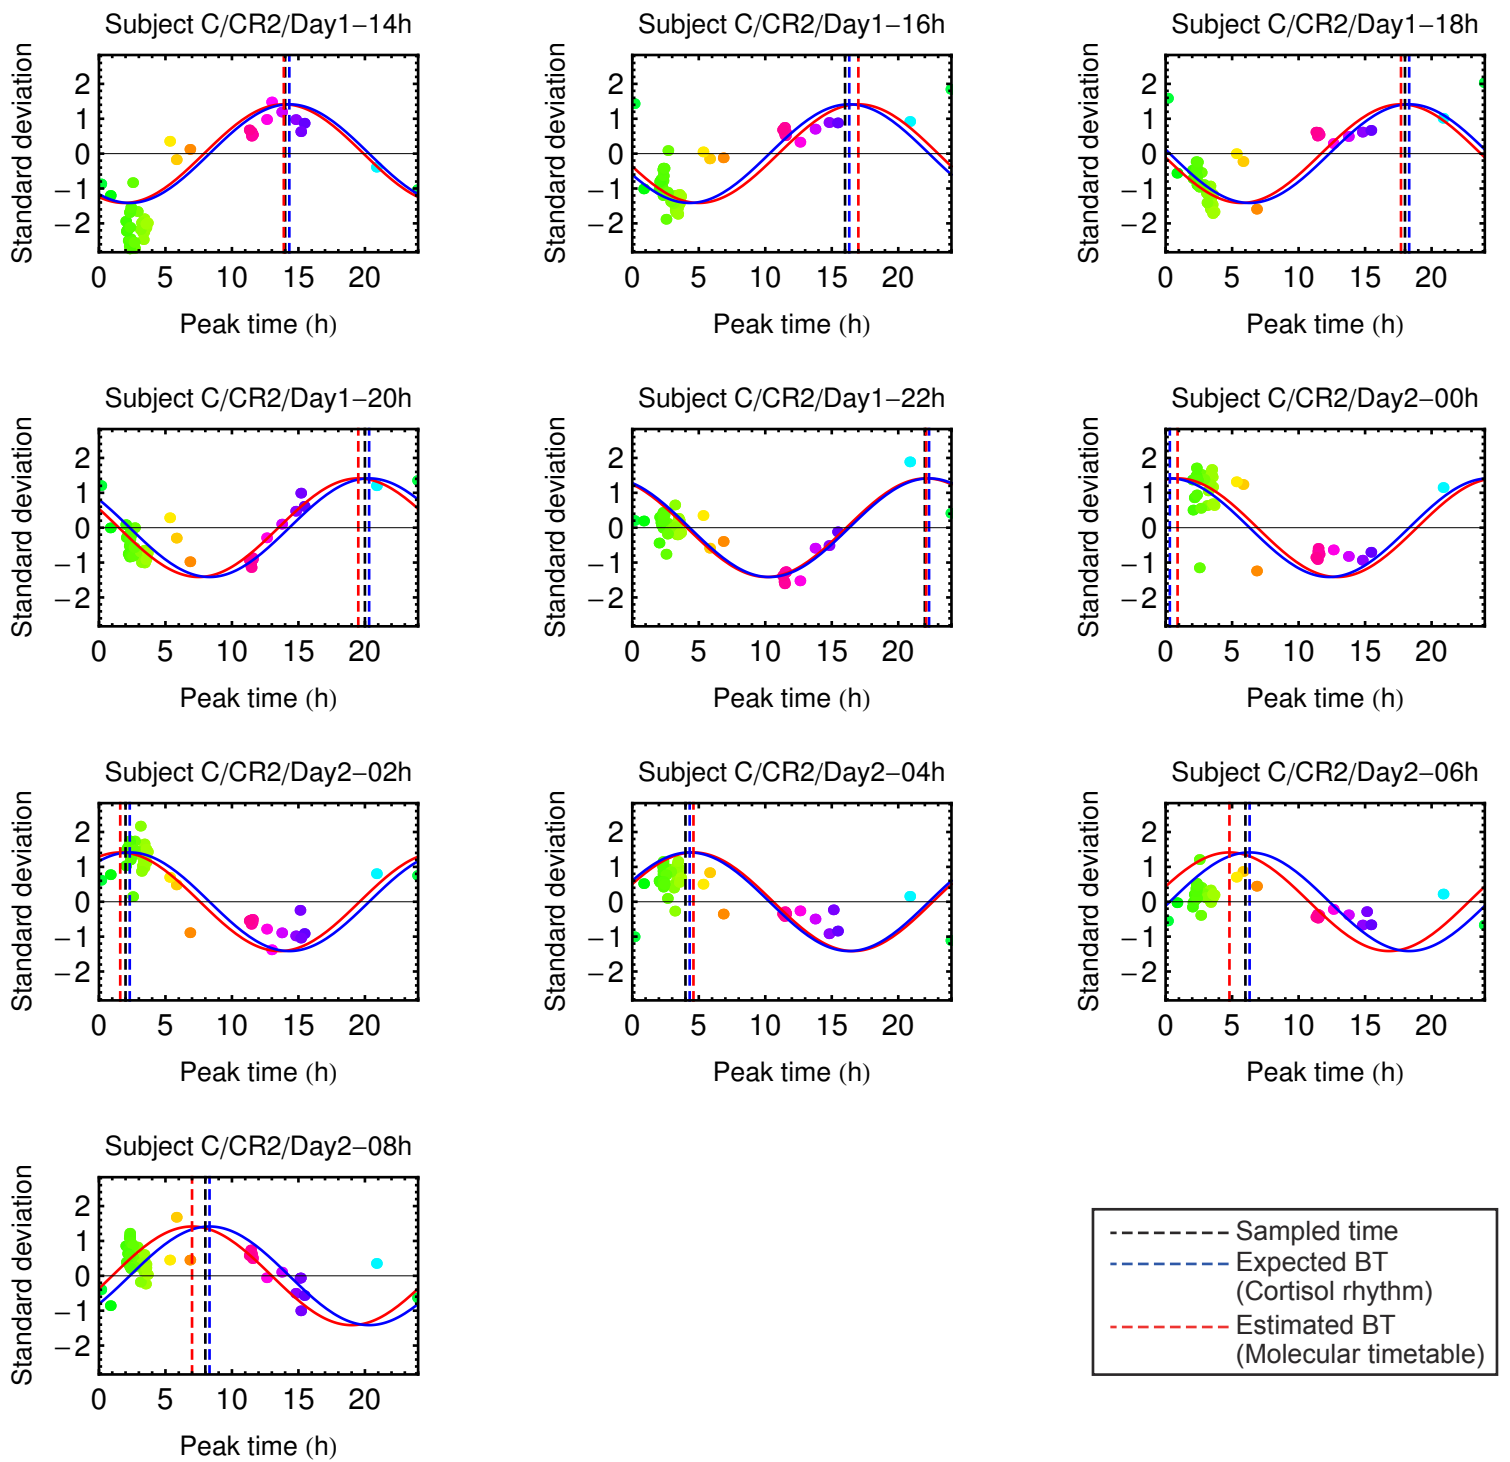 Subject C/CR2/Day1−14h
Standard deviation
2
1
0
−1
−2
0 5 10 15 20
Peak time (h)
Subject C/CR2/Day1−16h
Standard deviation
2
1
0
−1
−2
0 5 10 15 20
Peak time (h)
Subject C/CR2/Day1−18h
Standard deviation
2
1
0
−1
−2
0 5 10 15 20
Peak time (h)
Subject C/CR2/Day1−20h
Standard deviation
2
1
0
−1
−2
0 5 10 15 20
Peak time (h)
Subject C/CR2/Day1−22h
Standard deviation
2
1
0
−1
−2
0 5 10 15 20
Peak time (h)
Subject C/CR2/Day2−00h
Standard deviation
2
1
0
−1
−2
0 5 10 15 20
Peak time (h)
Subject C/CR2/Day2−02h
Standard deviation
2
1
0
−1
−2
0 5 10 15 20
Peak time (h)
Subject C/CR2/Day2−04h
Standard deviation
2
1
0
−1
−2
0 5 10 15 20
Peak time (h)
Subject C/CR2/Day2−06h
Standard deviation
2
1
0
−1
−2
0 5 10 15 20
Peak time (h)
Subject C/CR2/Day2−08h
Standard deviation
2
1
0
−1
−2
0 5 10 15 20
Peak time (h)
Sampled time
Expected BT
(Cortisol rhythm)
Estimated BT
(Molecular timetable)